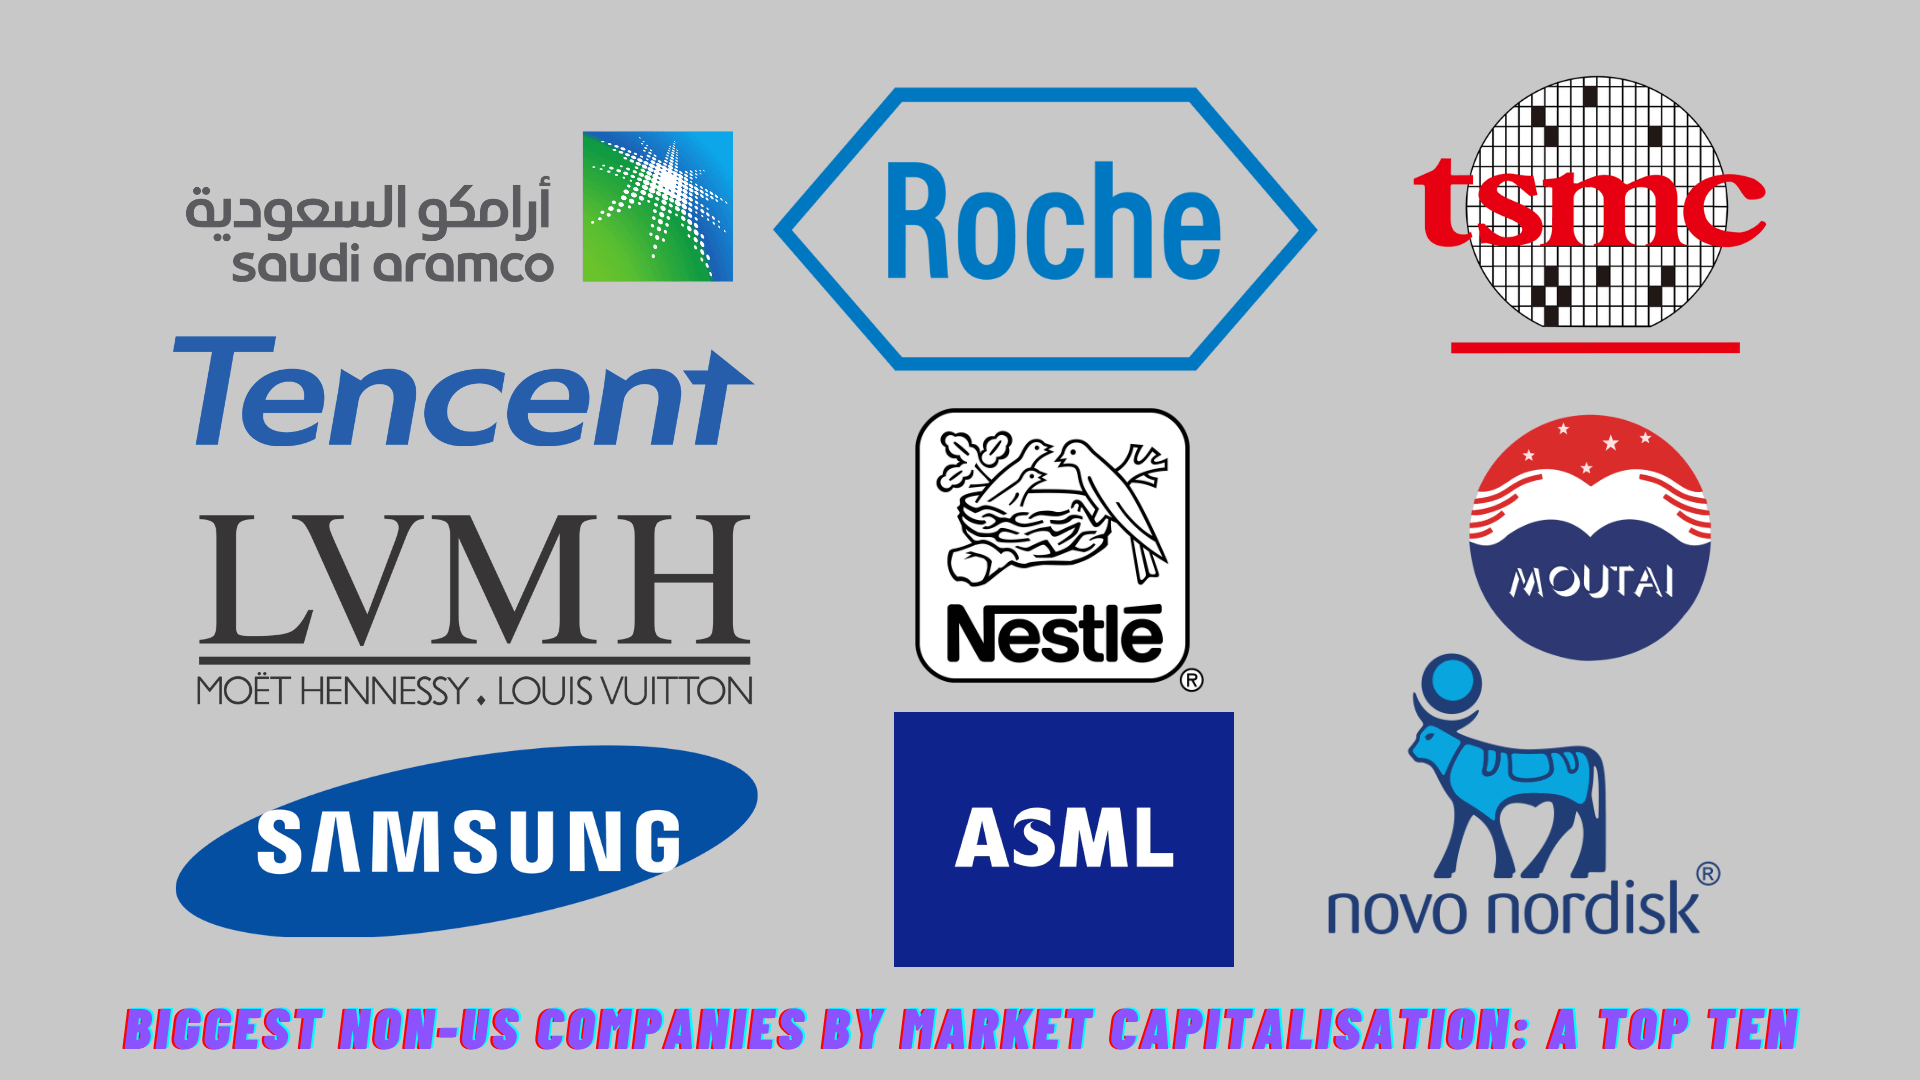 أرامكو السعودية
saudi aramco
Roche
tsmc
Tencent
Nestlé
®
MOUTAI
LVMH
MOËT HENNESSY . LOUIS VUITTON
SAMSUNG
ASML
novo nordisk®
BIGGEST NON-US COMPANIES BY MARKET CAPITALISATION: A TOP TEN